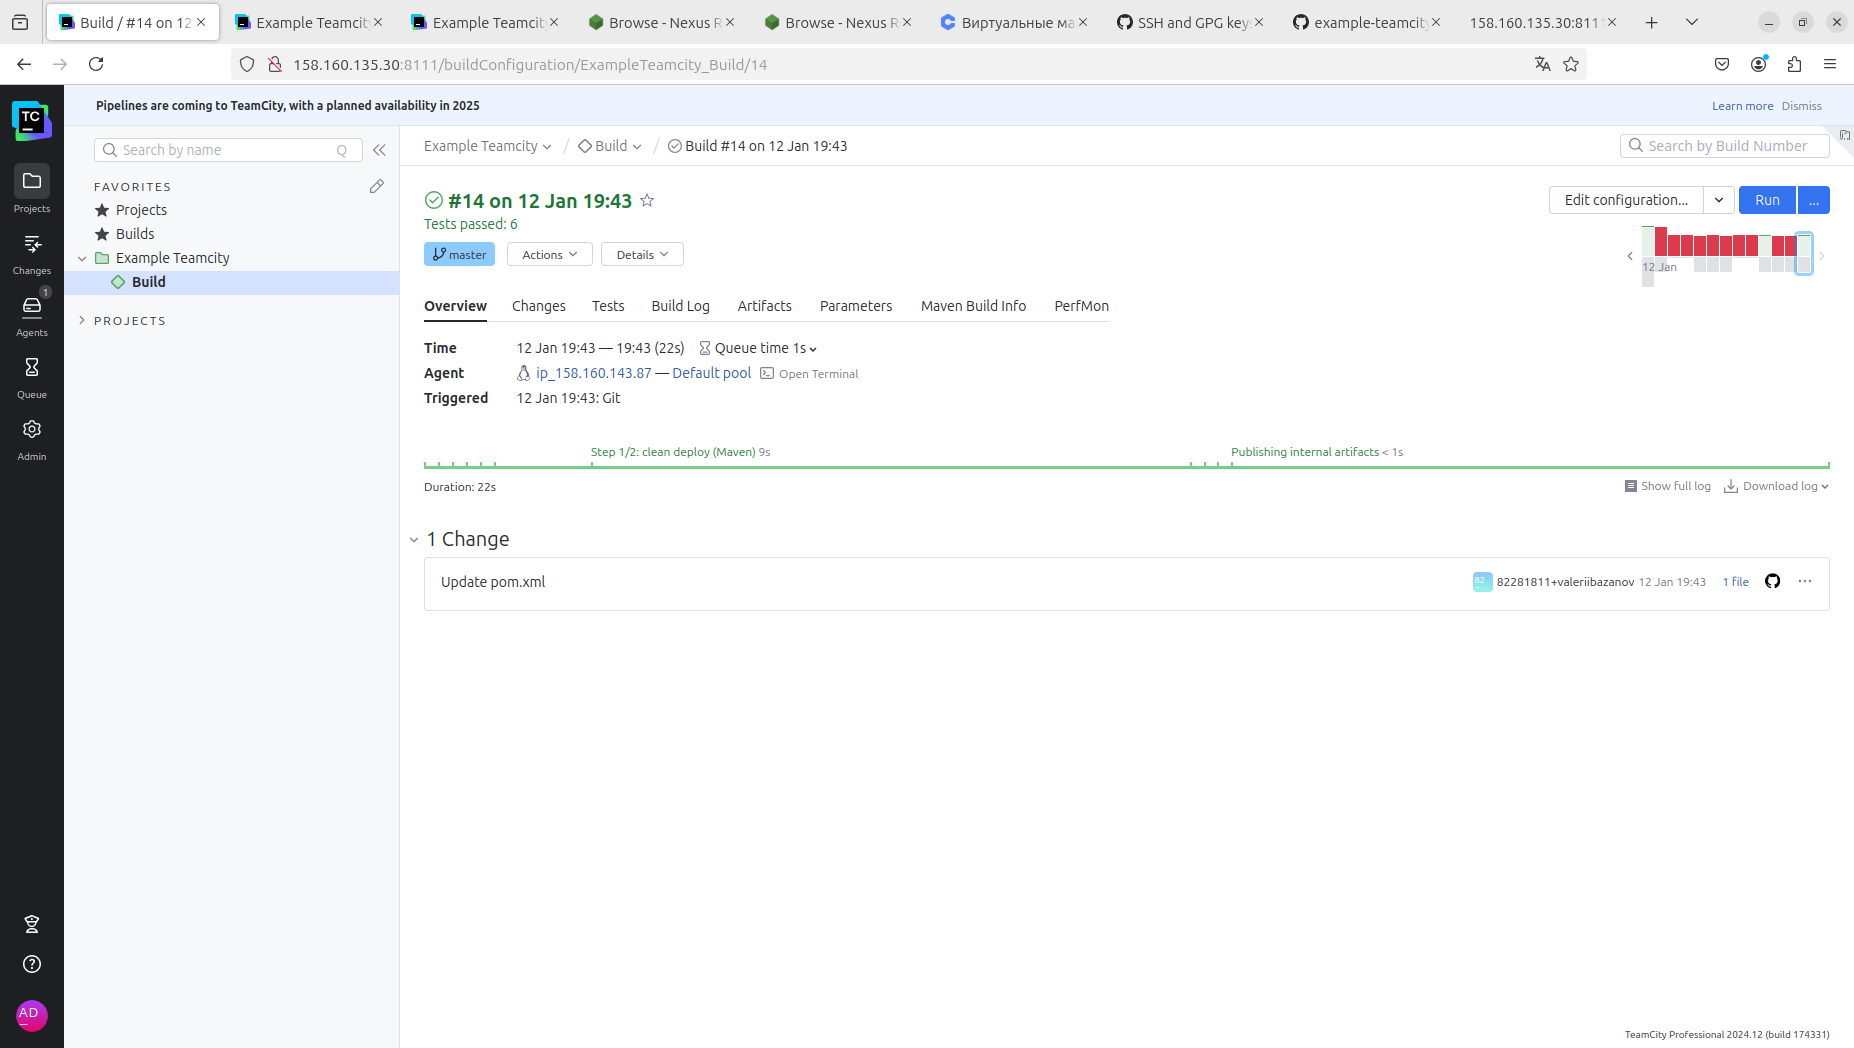 Build / #14 on 12
Example Teamcity
Example Teamcit
Browse - Nexus R
Browse - Nexus R
Виртуальные ма
SSH and GPG key
example-teamcity
158.160.135.30:8111
158.160.135.30:8111/buildConfiguration/ExampleTeamcity_Build/14
Pipelines are coming to TeamCity, with a planned availability in 2025
Learn more
Dismiss
TC
Projects
Changes
1
Agents
Queue
Admin
AD
Search by name
Q
FAVORITES
Projects
Builds
Example Teamcity
Build
PROJECTS
Example Teamcity / Build / Build #14 on 12 Jan 19:43
Search by Build Number
#14 on 12 Jan 19:43
Edit configuration...
Run
...
Tests passed: 6
master
Actions
Details
12 Jan
Overview
Changes
Tests
Build Log
Artifacts
Parameters
Maven Build Info
PerfMon
Time 12 Jan 19:43 — 19:43 (22s) Queue time 1s
Agent ip_158.160.143.87 — Default pool Open Terminal
Triggered 12 Jan 19:43: Git
Step 1/2: clean deploy (Maven) 9s
Publishing internal artifacts < 1s
Duration: 22s
Show full log
Download log
1 Change
Update pom.xml
82
82281811+valeriibazanov 12 Jan 19:43 1 file
TeamCity Professional 2024.12 (build 174331)